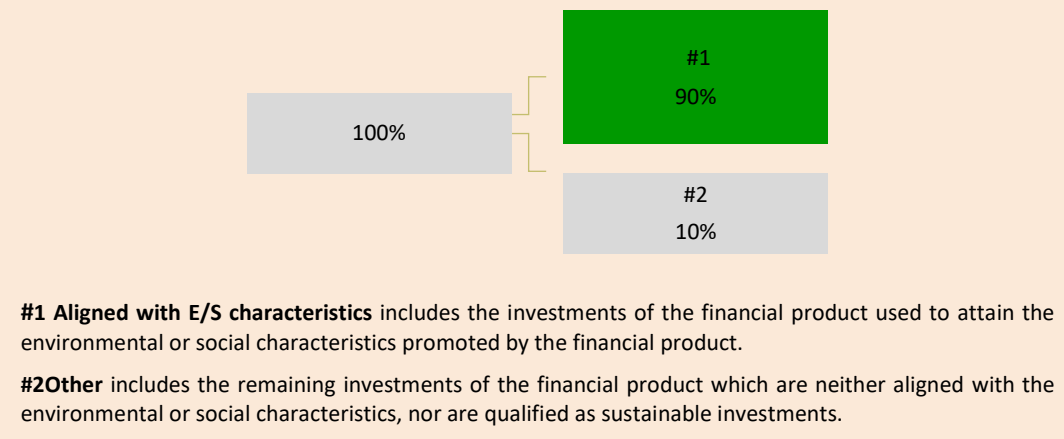 #1
90%
100%
#2
10%
#1 Aligned with E/S characteristics includes the investments of the financial product used to attain the
environmental or social characteristics promoted by the financial product.
#2Other includes the remaining investments of the financial product which are neither aligned with the
environmental or social characteristics, nor are qualified as sustainable investments.